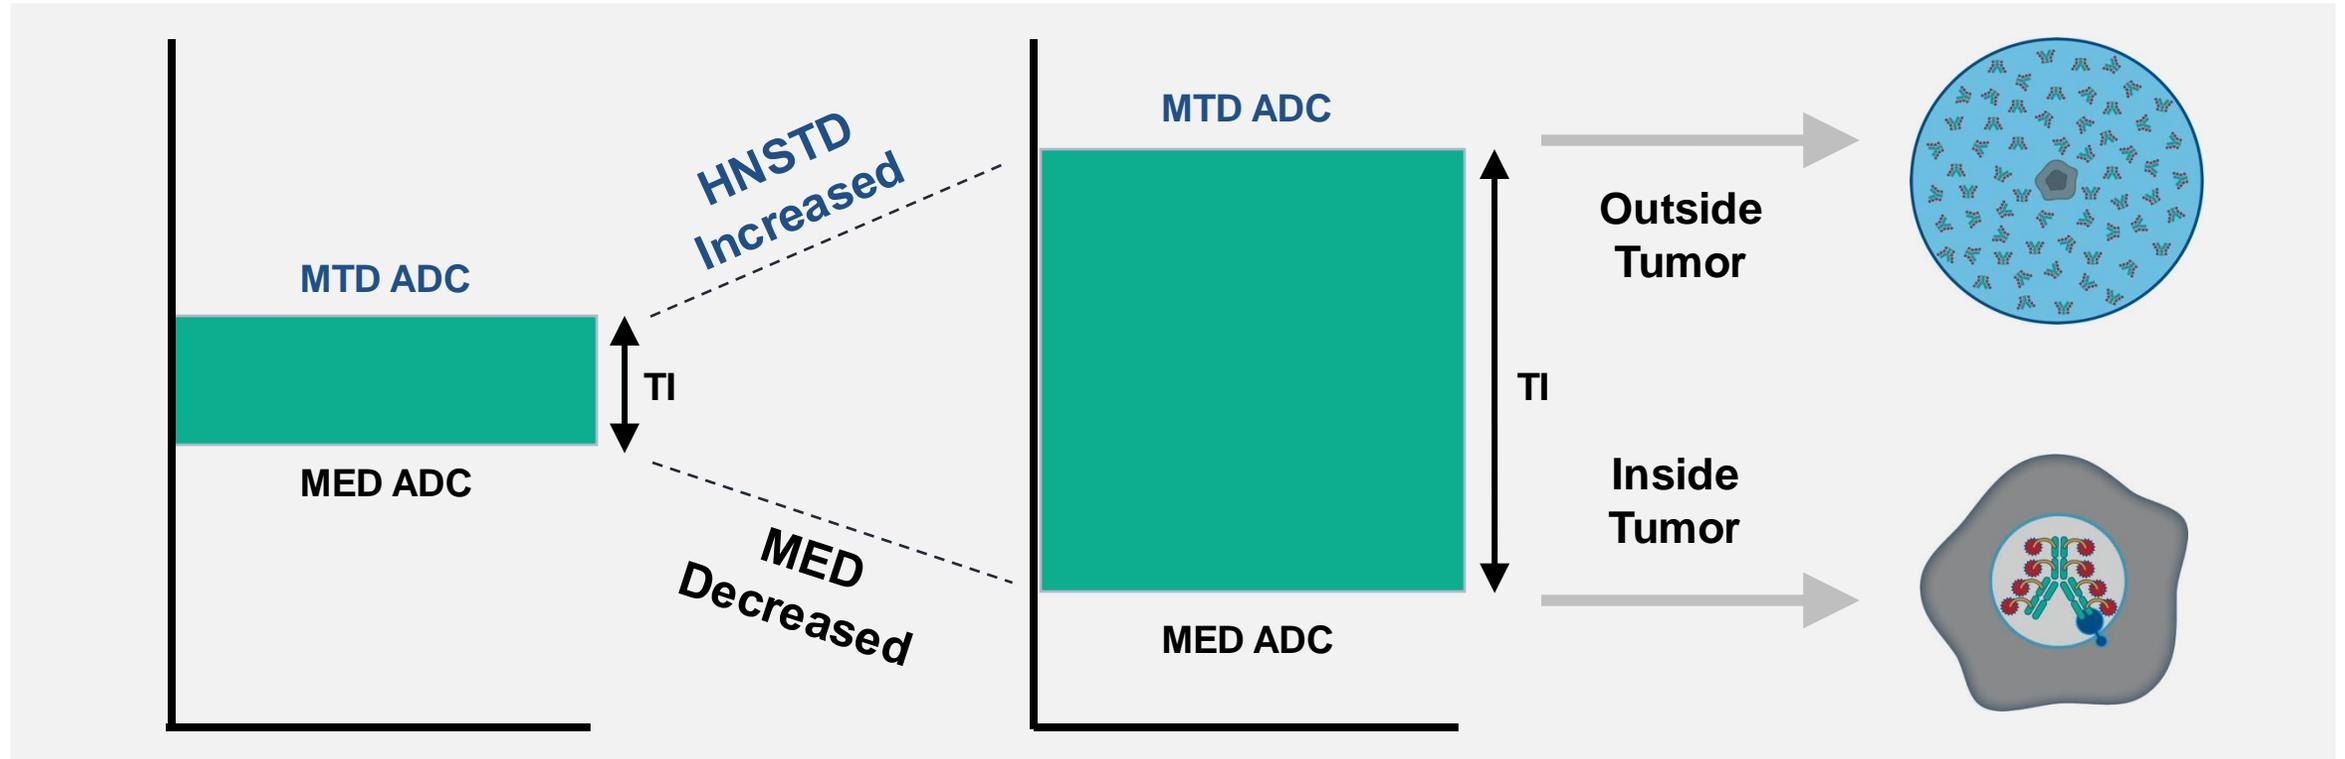 MTD ADC
TI
MED ADC
HNSTD
Increased
MED
Decreased
MTD ADC
TI
MED ADC
Outside
Tumor
Inside
Tumor